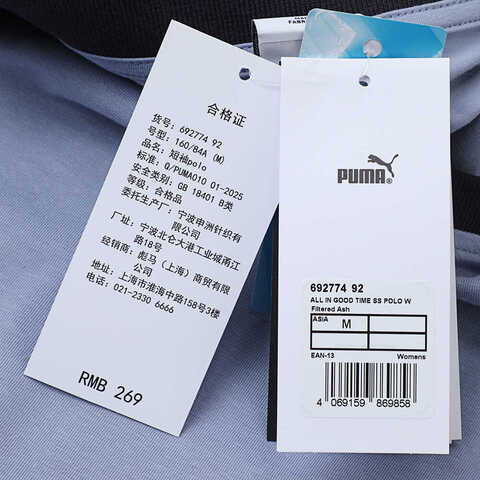 合格证
货号: 692774 92
号型: 160/84A (M)
品名: 短袖polo
标准: Q/PUMA010 01-2025
安全类别: GB 18401 B类
等级: 合格品
委托生产厂: 宁波申洲针织有
限公司
厂址: 宁波北仑大港工业城甬江
路18号
经销商: 彪马(上海)商贸有限
公司
地址: 上海市淮海中路158号3楼
电话: 021-2330 6666
RMB 269
PUMA
692774 92
ALL IN GOOD TIME SS POLO W
Filtered Ash
ASIA M
EAN-13 Womens
4 069159 869858